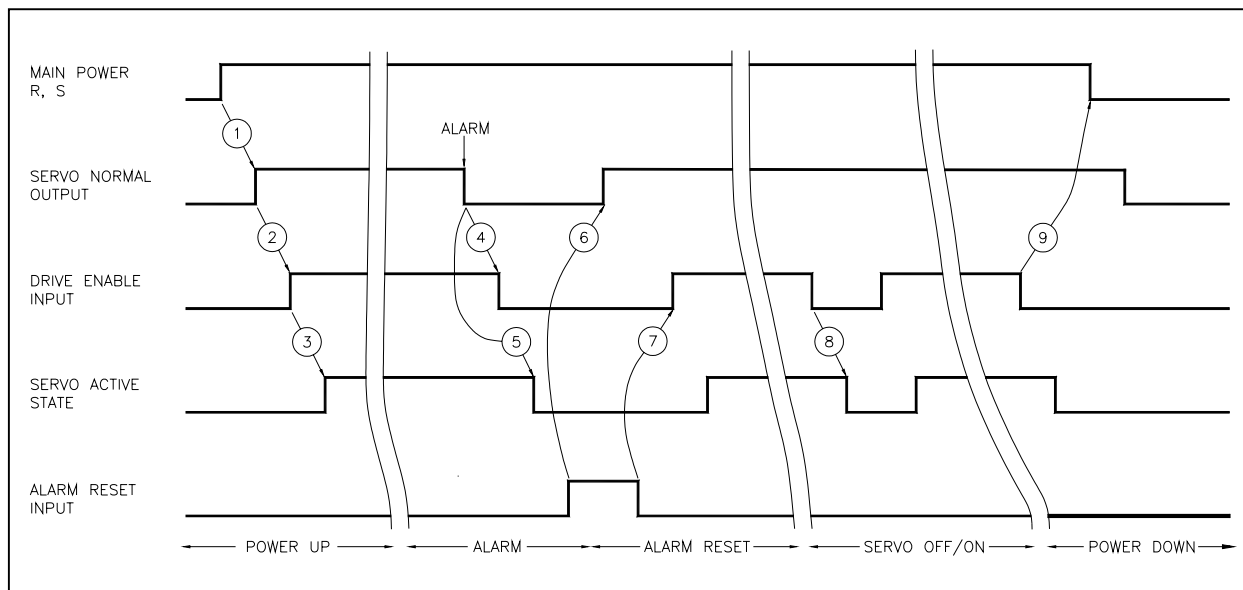 MAIN POWER
R, S
1
ALARM
SERVO NORMAL
OUTPUT
2
4
6
9
DRIVE ENABLE
INPUT
3
5
7
8
SERVO ACTIVE
STATE
ALARM RESET
INPUT
POWER UP
ALARM
ALARM RESET
SERVO OFF/ON
POWER DOWN